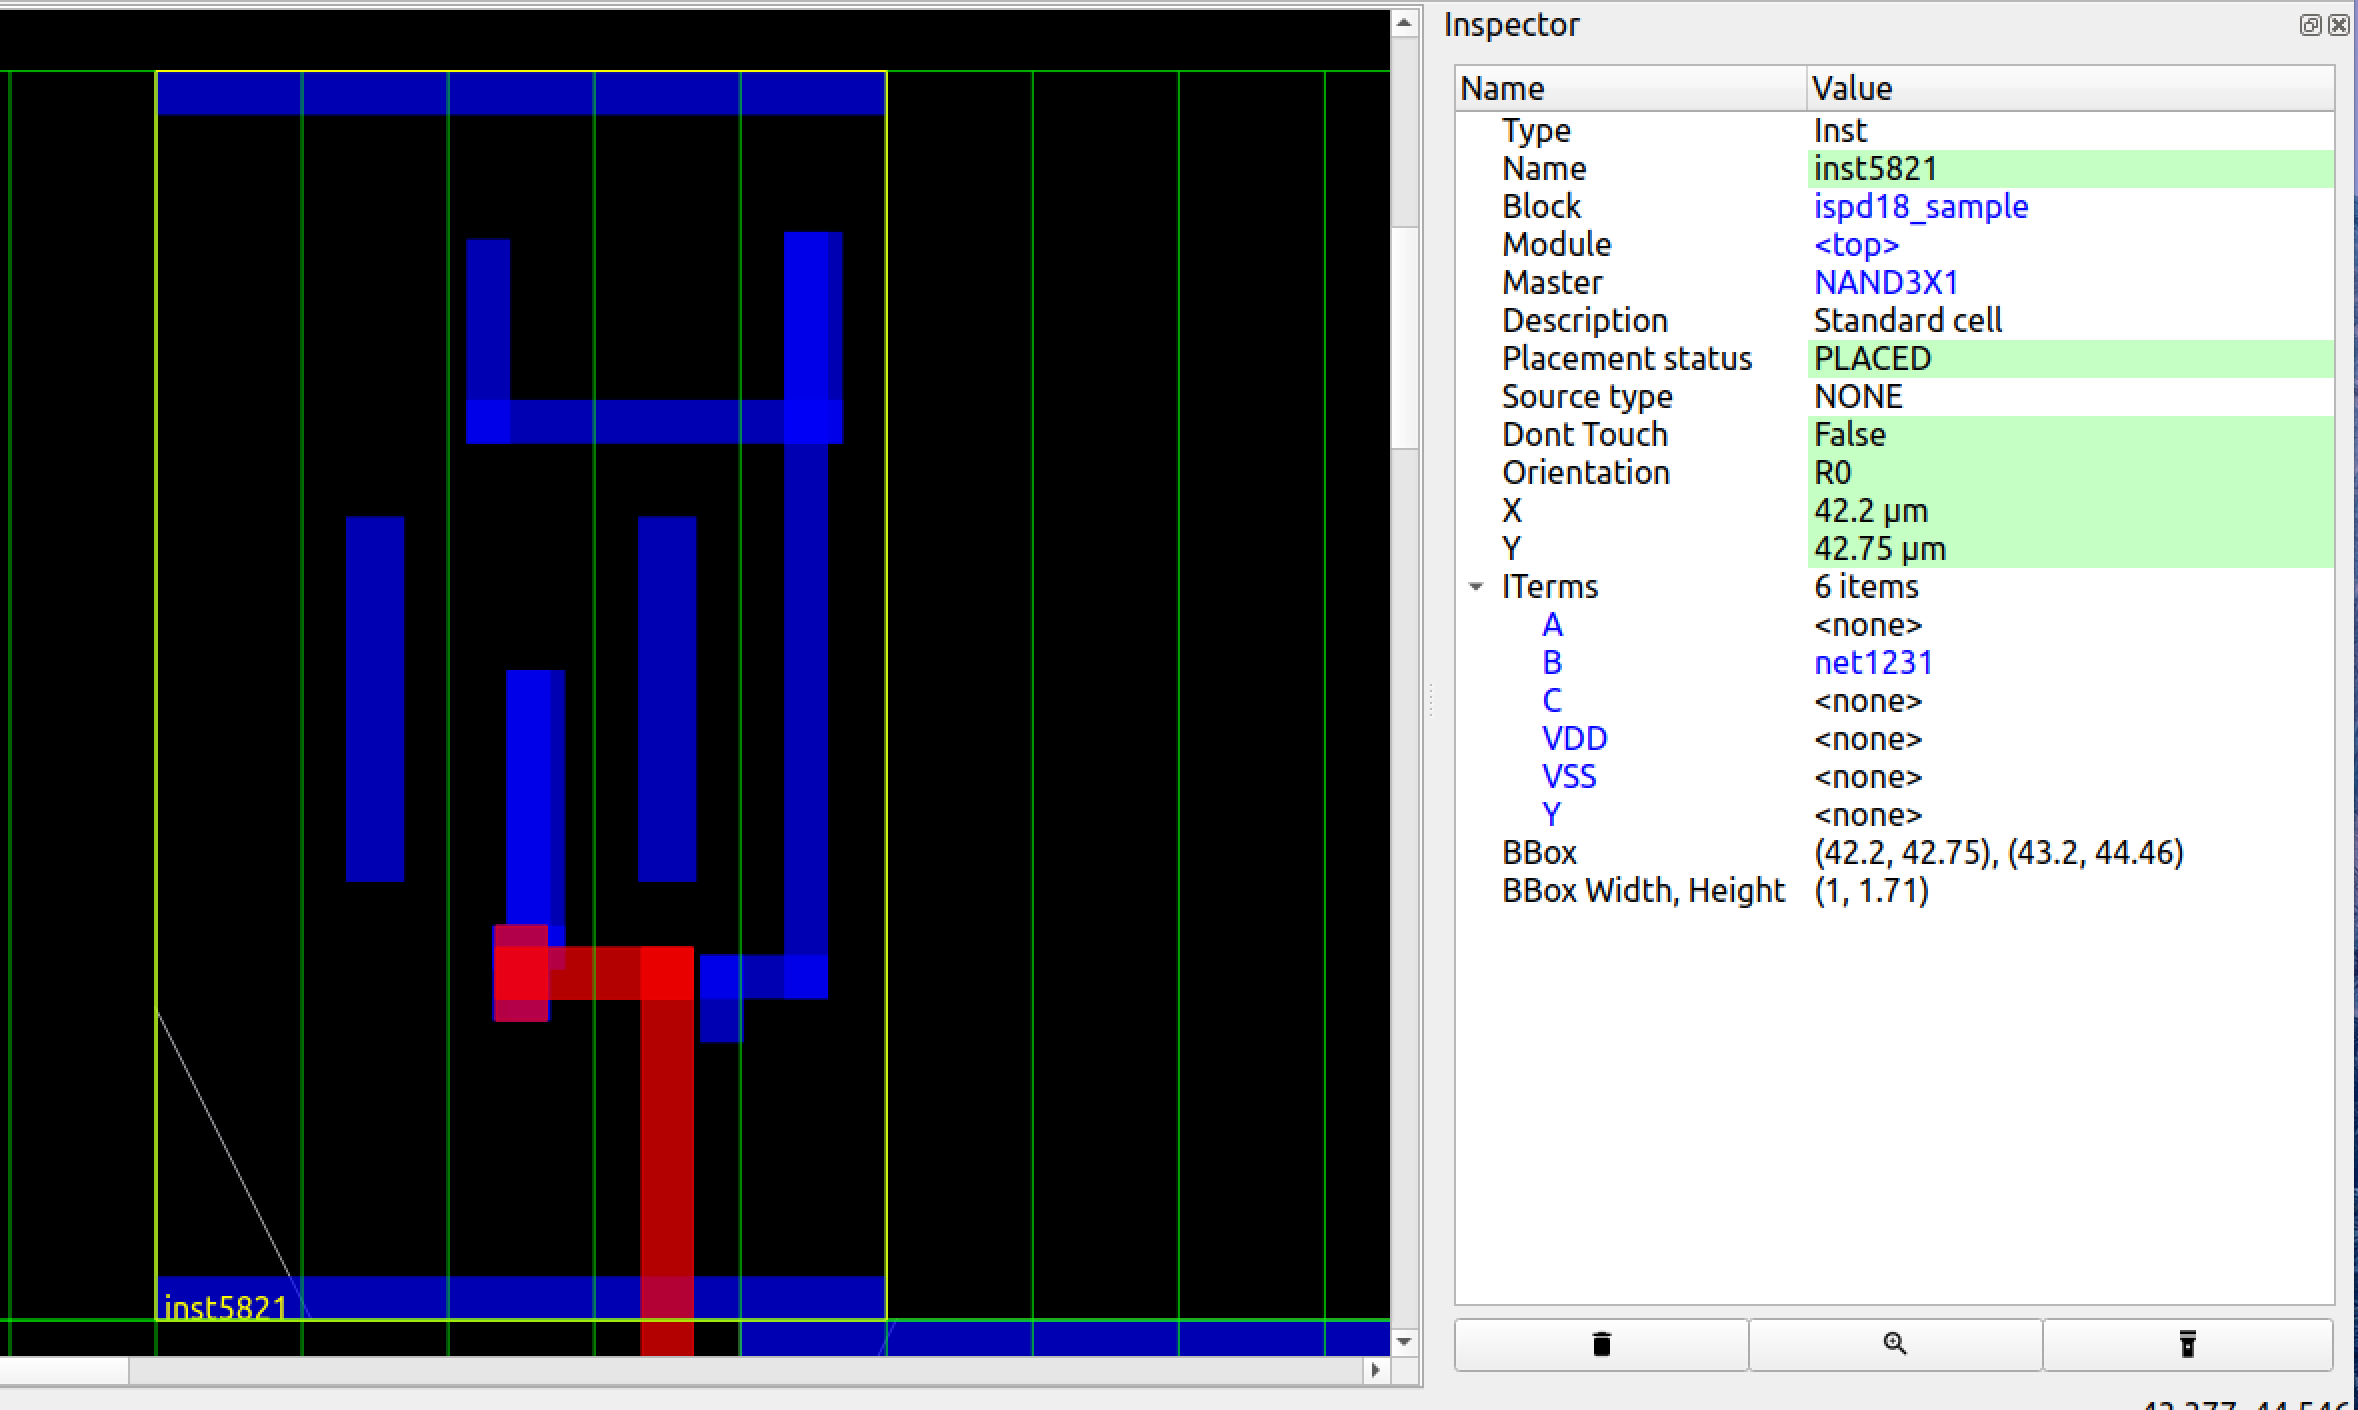 Inspector
Name Value
Type Inst
Name inst5821
Block ispd18_sample
Module <top>
Master NAND3X1
Description Standard cell
Placement status PLACED
Source type NONE
Dont Touch False
Orientation R0
X 42.2 μm
Y 42.75 μm
ITerms 6 items
A <none>
B net1231
C <none>
VDD <none>
VSS <none>
Y <none>
BBox (42.2, 42.75), (43.2, 44.46)
BBox Width, Height (1, 1.71)
inst5821